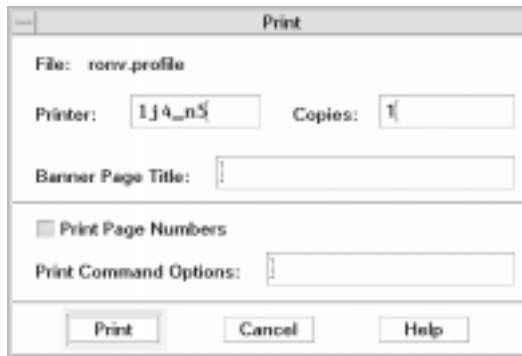 Print
File: ronv.profile
Printer: lj4_n5 Copies: 1
Banner Page Title:
Print Page Numbers
Print Command Options:
Print Cancel Help